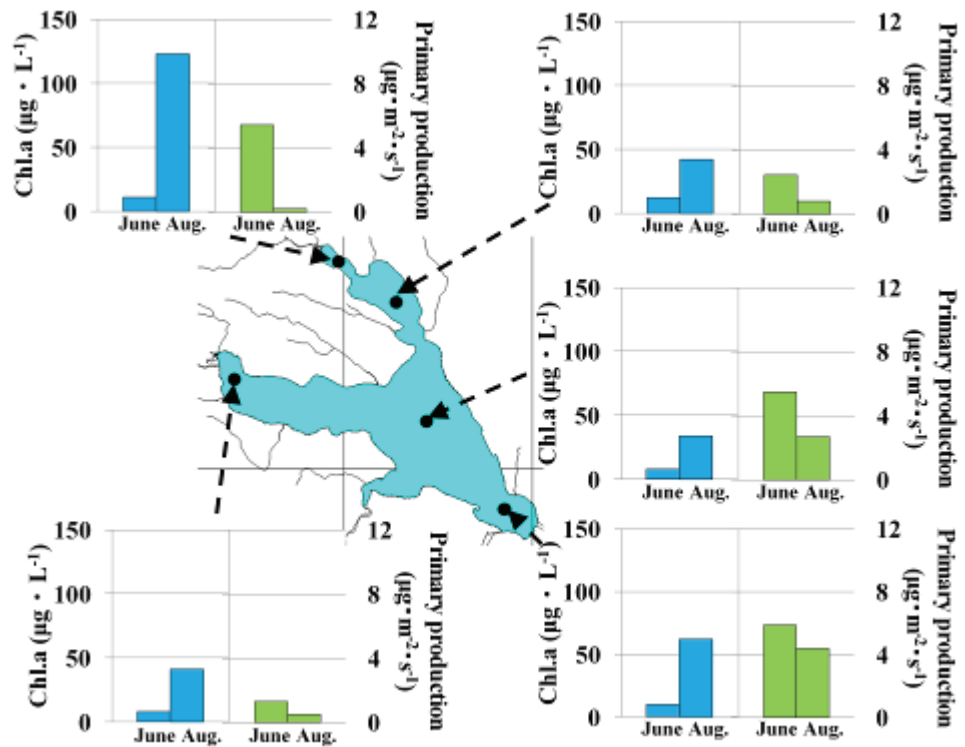 150
100
50
0
Chl.a (μg・L⁻¹)
June Aug.
12
8
4
0
Primary production
(μg•m⁻²•s⁻¹)
150
100
50
0
Chl.a (μg・L⁻¹)
June Aug.
June Aug.
12
8
4
0
Primary production
(μg•m⁻²•s⁻¹)
June Aug.
150
100
50
0
Chl.a (μg・L⁻¹)
June Aug.
June Aug.
12
8
4
0
Primary production
(μg•m⁻²•s⁻¹)
150
100
50
0
Chl.a (μg・L⁻¹)
June Aug.
June Aug.
12
8
4
0
Primary production
(μg•m⁻²•s⁻¹)
150
100
50
0
Chl.a (μg・L⁻¹)
June Aug.
June Aug.
12
8
4
0
Primary production
(μg•m⁻²•s⁻¹)